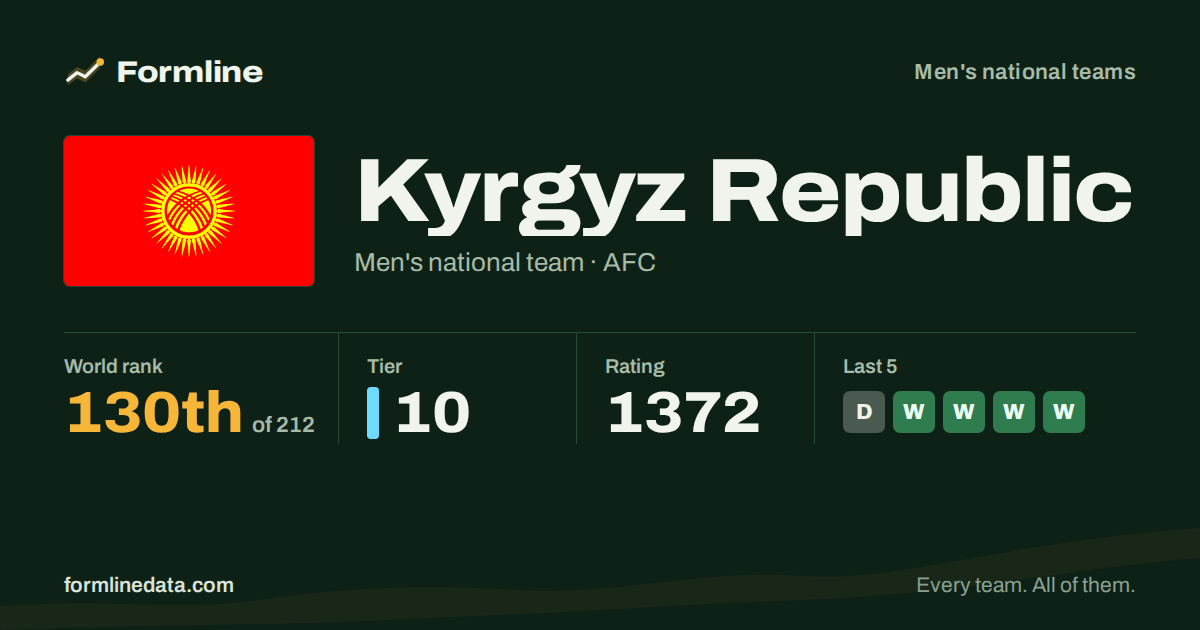 Formline
Men's national teams
Kyrgyz Republic
Men's national team · AFC
World rank
130th of 212
Tier
10
Rating
1372
Last 5
D W W W W
formlinedata.com
Every team. All of them.